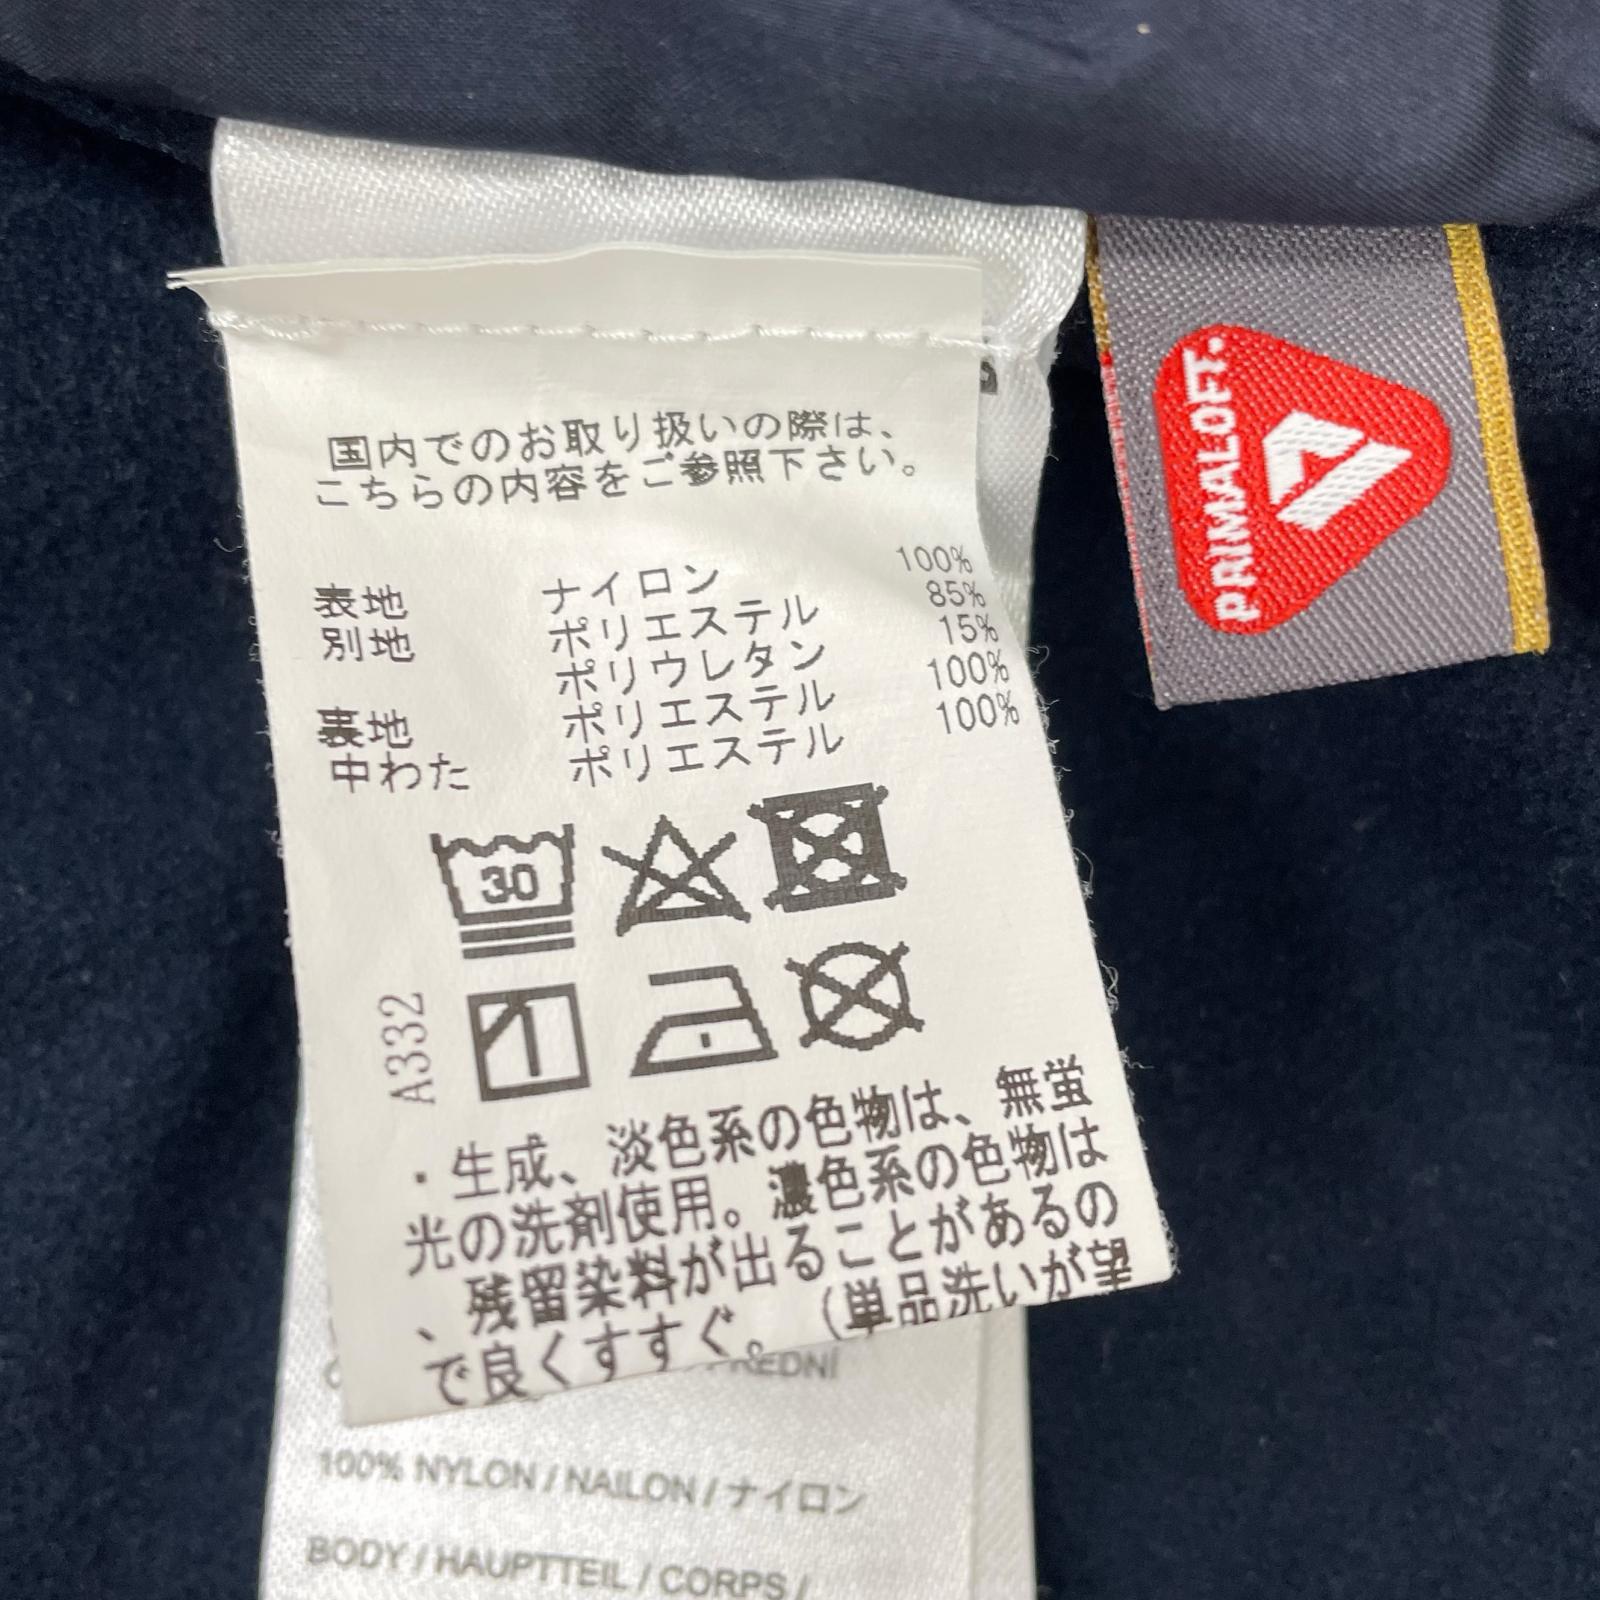 国内でのお取り扱いの際は、
こちらの内容をご参照下さい。
表地 ナイロン 100%
別地 ポリエステル 85%
ポリウレタン 15%
裏地 ポリエステル 100%
中わた ポリエステル 100%
30
A332
・生成、淡色系の色物は、無蛍
光の洗剤使用。濃色系の色物は
、残留染料が出ることがあるの
で良くすすぐ。(単品洗いが望
PRIMALOFT
100% NYLON / NAILON / ナイロン
BODY / HAUPTTEIL / CORPS /